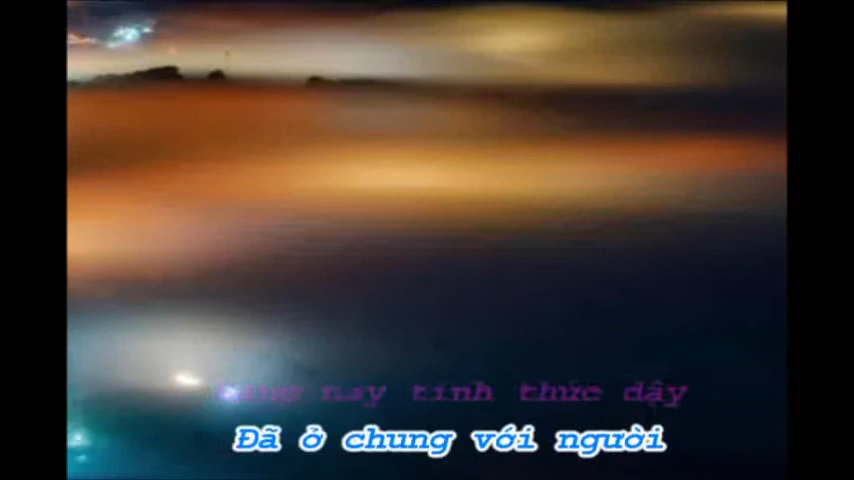 nay tỉnh thức dậy
Đã ở chung với người